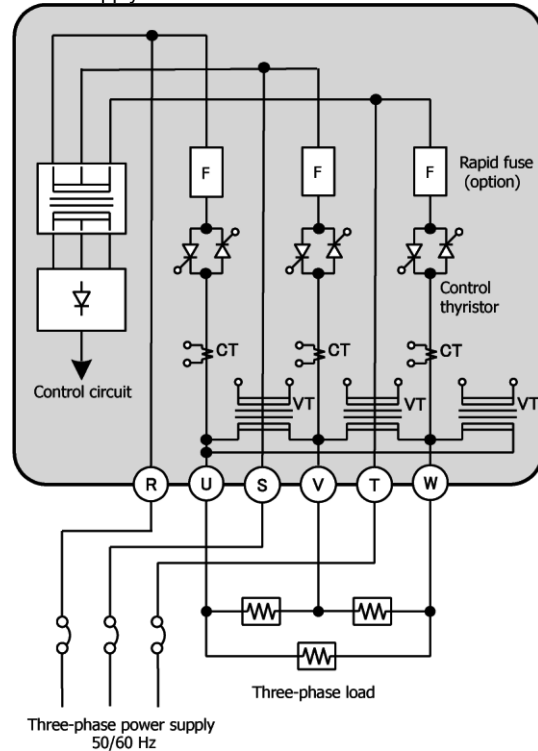 F
F
F
Rapid fuse
(option)
Control
thyristor
CT
CT
CT
Control circuit
VT
VT
VT
R
U
S
V
T
W
Three-phase load
Three-phase power supply
50/60 Hz